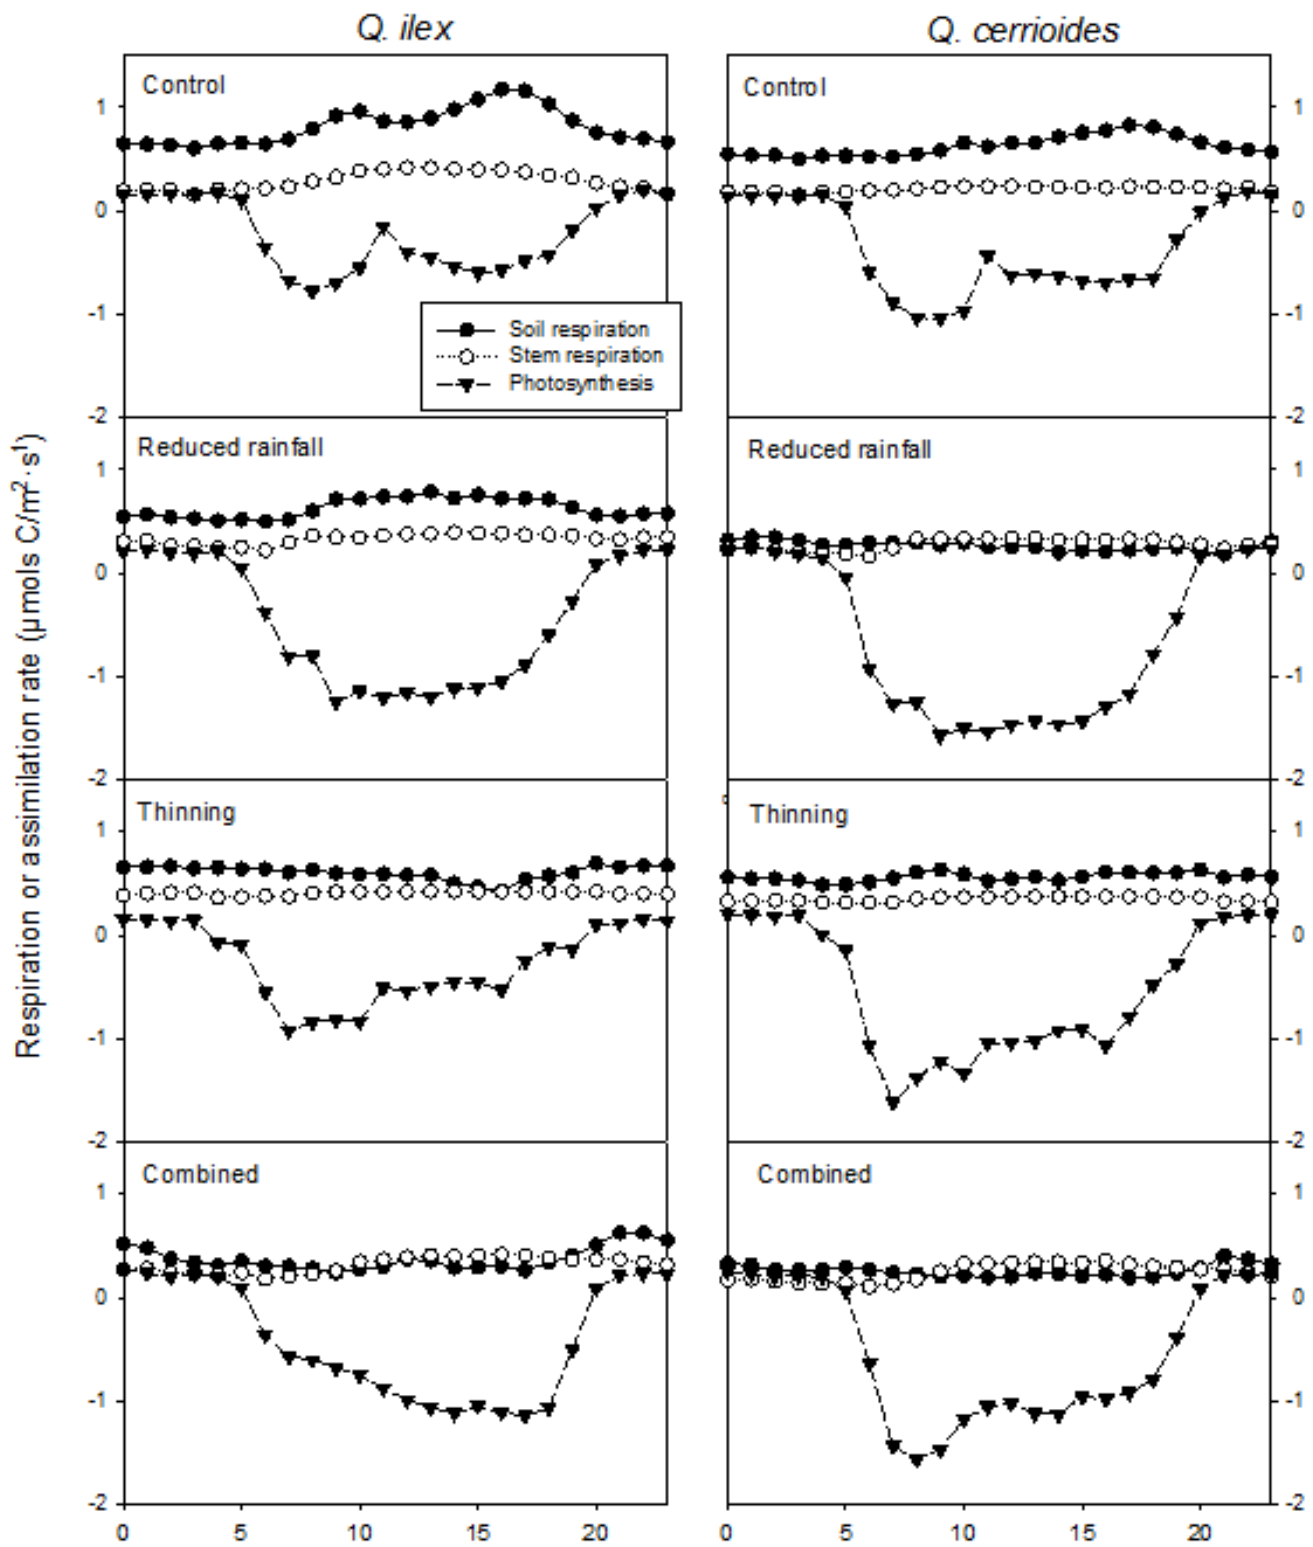 Q. ilex
Q. cerrioides
Respiration or assimilation rate (µmols C/m²·s¹)
Control
1
0
-1
-2
Soil respiration
Stem respiration
Photosynthesis
Control
1
0
-1
-2
Reduced rainfall
1
0
-1
-2
Reduced rainfall
1
0
-1
-2
Thinning
1
0
-1
-2
Thinning
1
0
-1
-2
Combined
1
0
-1
-2
Combined
1
0
-1
-2
0 5 10 15 20
0 5 10 15 20